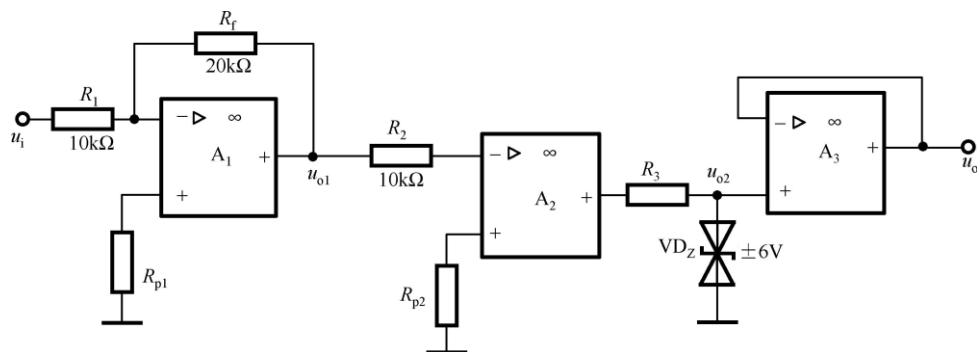 R_f
20kΩ
R_1
10kΩ
u_i
− ▷ ∞
A_1
+
+
R_p1
u_o1
R_2
10kΩ
− ▷ ∞
A_2
+
+
R_p2
R_3
u_o2
VD_Z
±6V
− ▷ ∞
A_3
+
+
u_o